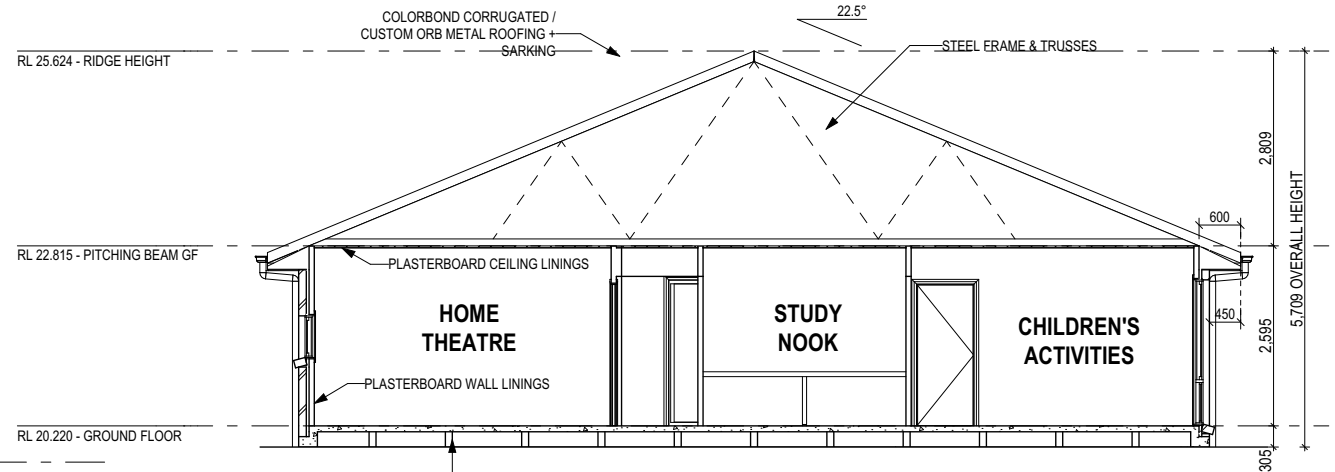 COLORBOND CORRUGATED /
CUSTOM ORB METAL ROOFING +
SARKING
22.5°
STEEL FRAME & TRUSSES
RL 25.624 - RIDGE HEIGHT
2,809
600
RL 22.815 - PITCHING BEAM GF
PLASTERBOARD CEILING LININGS
HOME
THEATRE
STUDY
NOOK
CHILDREN'S
ACTIVITIES
450
2,595
5,709 OVERALL HEIGHT
PLASTERBOARD WALL LININGS
RL 20.220 - GROUND FLOOR
305